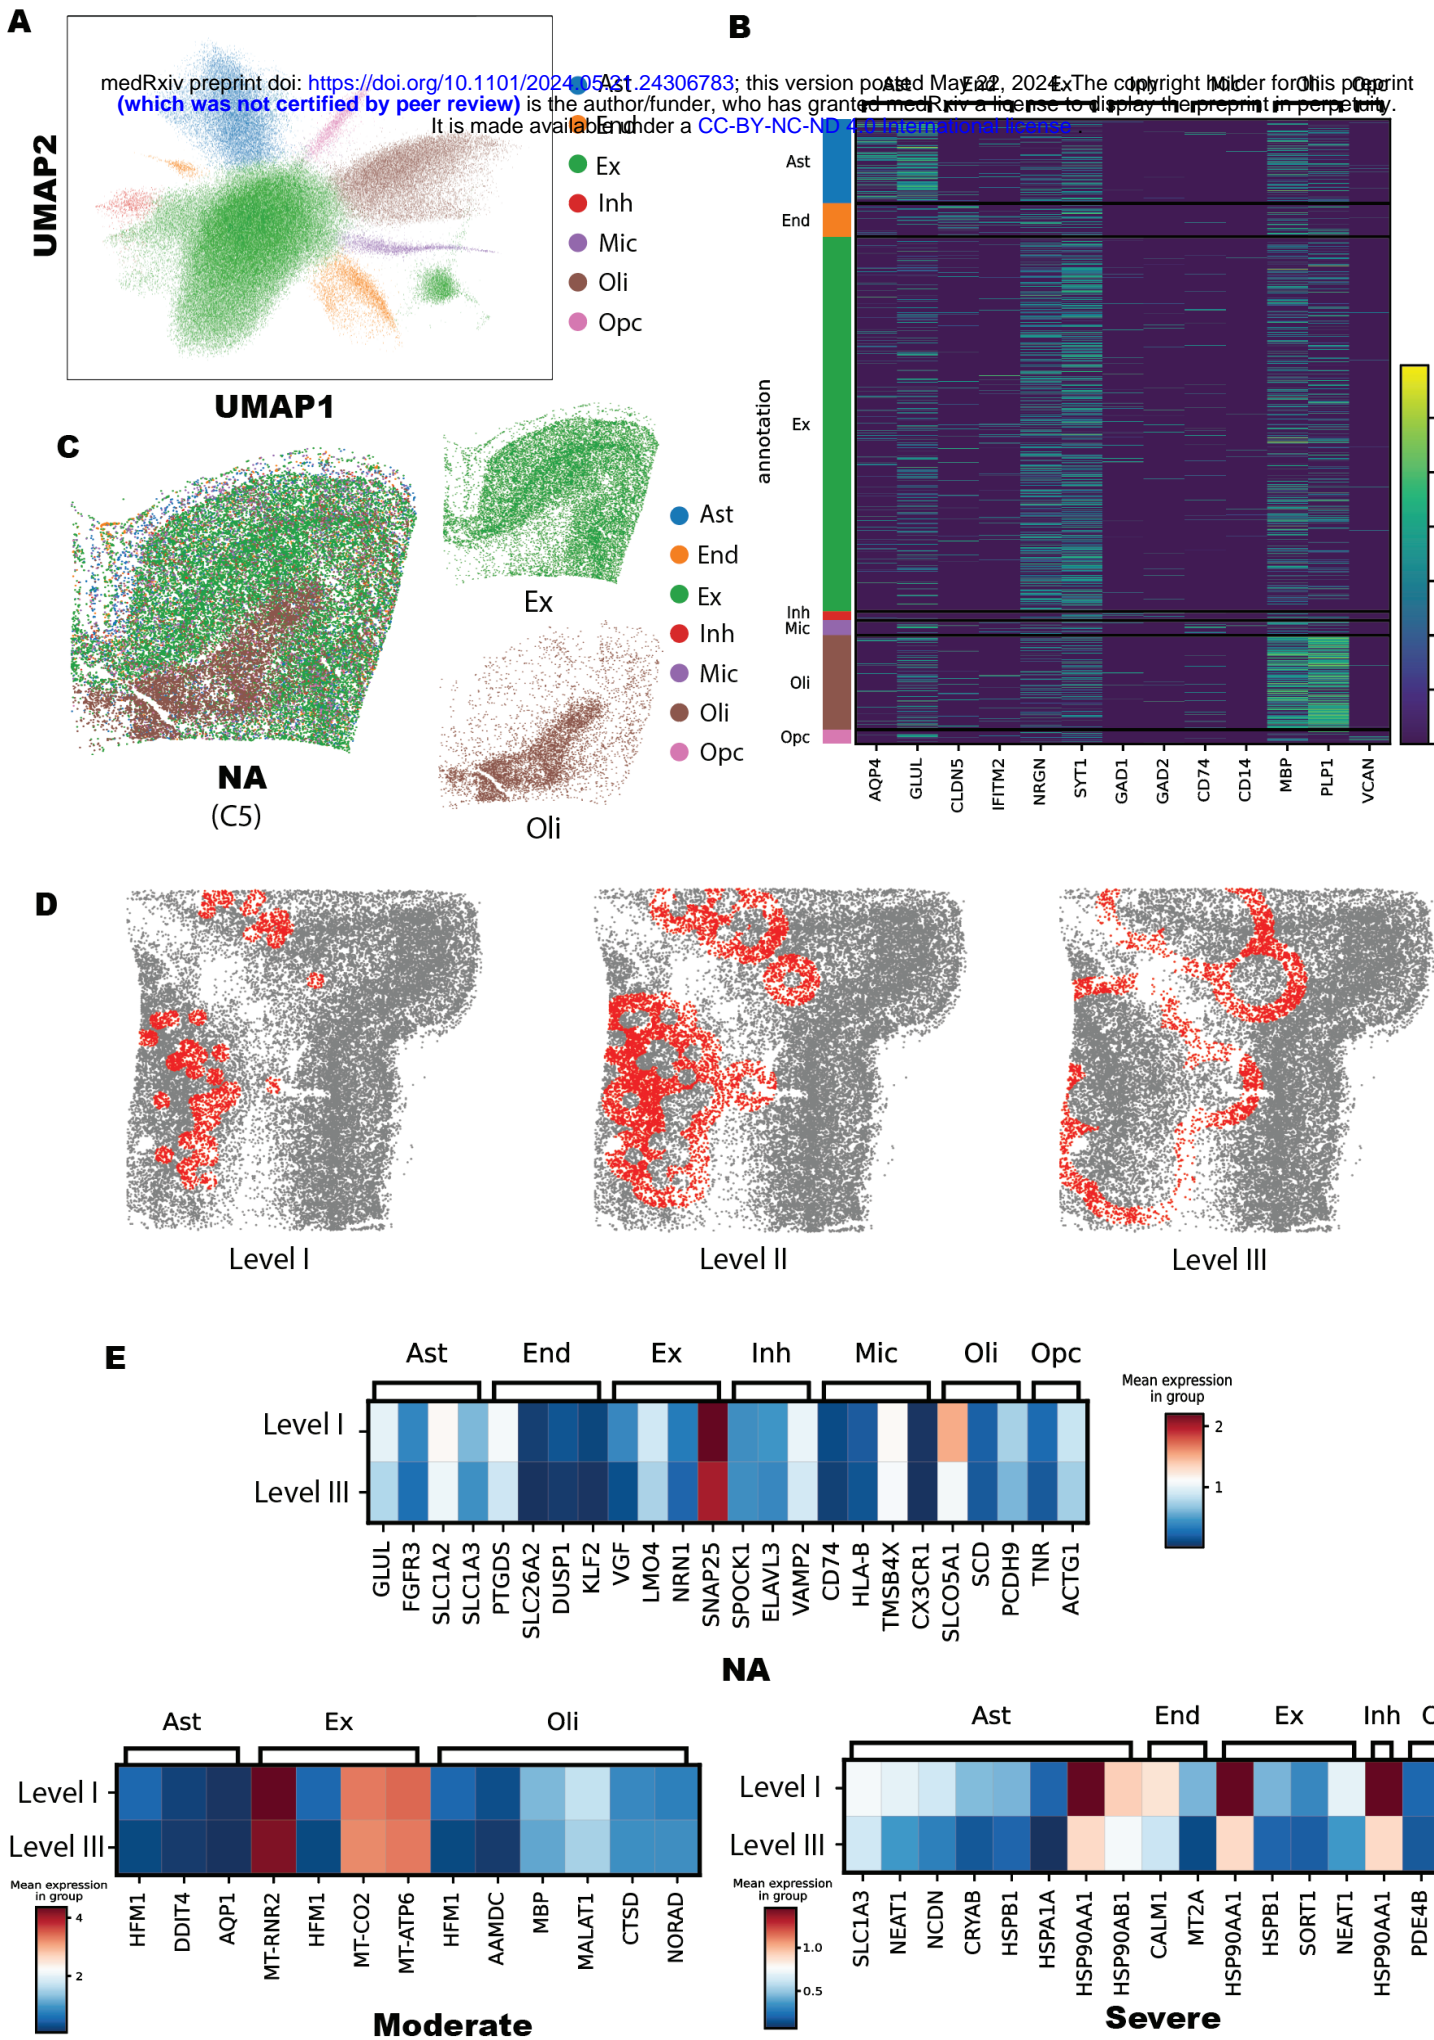 A
B
medRxiv preprint doi: https://doi.org/10.1101/2024.05.21.24306783; this version posted May 22, 2024. The copyright holder for this preprint
(which was not certified by peer review) is the author/funder, who has granted medRxiv a license to display the preprint in perpetuity.
It is made available under a CC-BY-NC-ND 4.0 International license .
UMAP2
UMAP1
Ast
End
Ex
Inh
Mic
Oli
Opc
Ast End Ex Inh Mic Oli Opc
annotation
Ast
End
Ex
Inh
Mic
Oli
Opc
AQP4 GLUL CLDN5 IFITM2 NRGN SYT1 GAD1 GAD2 CD74 CD14 MBP PLP1 VCAN
C
NA
(C5)
Ex
Oli
Ast
End
Ex
Inh
Mic
Oli
Opc
D
Level I
Level II
Level III
E
Ast End Ex Inh Mic Oli Opc
Level I
Level III
GLUL FGFR3 SLC1A2 SLC1A3 PTGDS SLC26A2 DUSP1 KLF2 VGF LMO4 NRN1 SNAP25 SPOCK1 ELAVL3 VAMP2 CD74 HLA-B TMSB4X CX3CR1 SLCO5A1 SCD PCDH9 TNR ACTG1
Mean expression
in group
2
1
NA
Ast Ex Oli
Level I
Level III
HFM1 DDIT4 AQP1 MT-RNR2 HFM1 MT-CO2 MT-ATP6 HFM1 AAMDC MBP MALAT1 CTSD NORAD
Mean expression
in group
4
2
Moderate
Ast End Ex Inh
Level I
Level III
SLC1A3 NEAT1 NCDN CRYAB HSPB1 HSPA1A HSP90AA1 HSP90AB1 CALM1 MT2A HSP90AA1 HSPB1 SORT1 NEAT1 HSP90AA1 PDE4B
Mean expression
in group
1.0
0.5
Severe